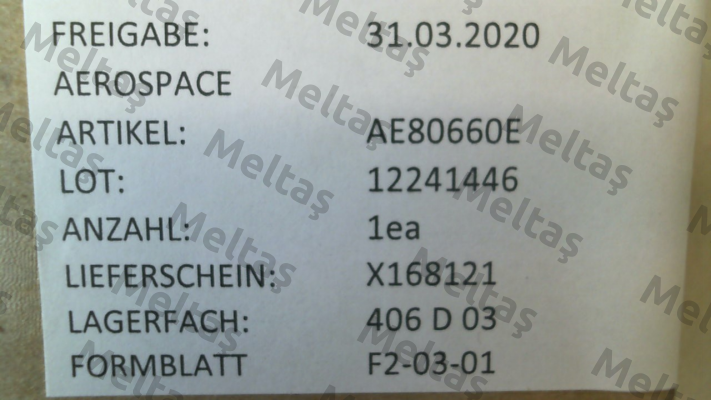 FREIGABE: 31.03.2020
AEROSPACE
ARTIKEL: AE80660E
LOT: 12241446
ANZAHL: 1ea
LIEFERSCHEIN: X168121
LAGERFACH: 406 D 03
FORMBLATT F2-03-01
Meltaş